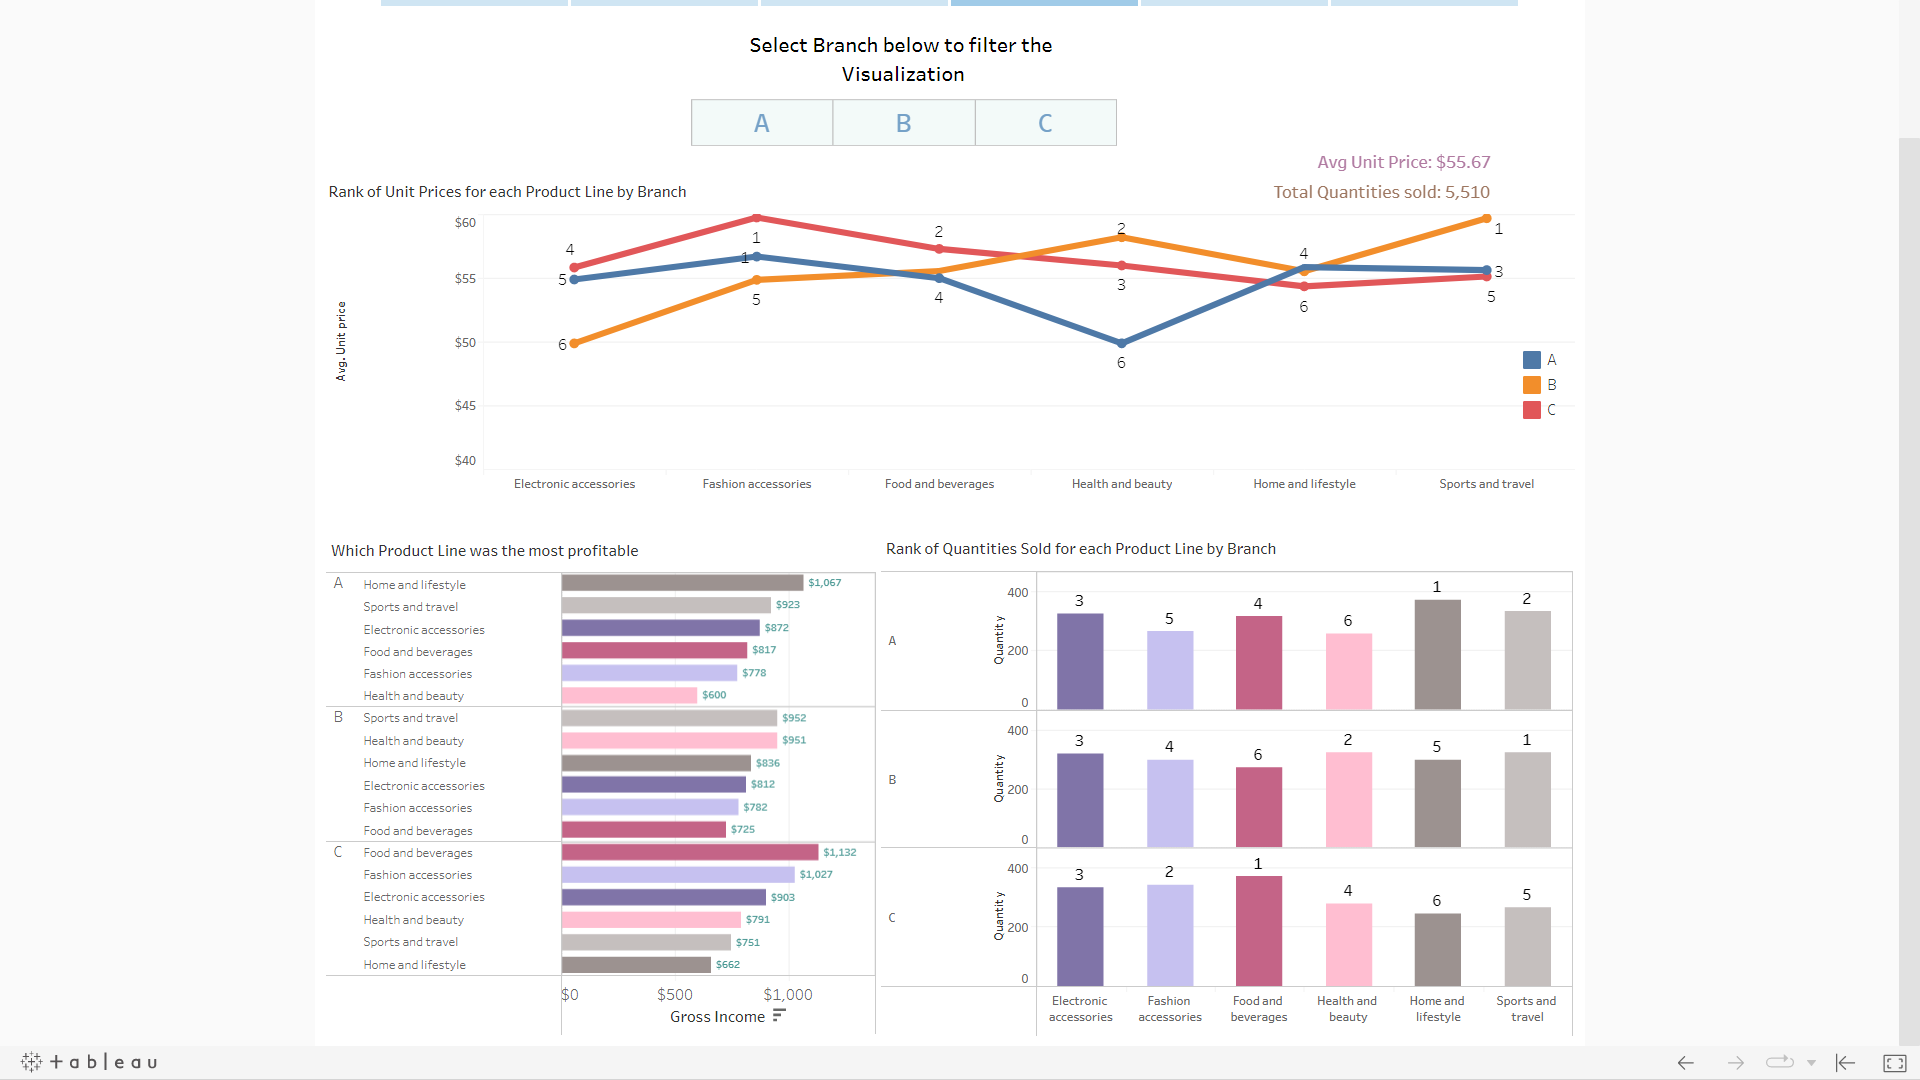 Select Branch below to filter the
Visualization
A B C
Avg Unit Price: $55.67
Rank of Unit Prices for each Product Line by Branch
Total Quantities sold: 5,510
Avg. Unit price
$60
$55
$50
$45
$40
4
5
6
1
1
5
2
4
2
3
6
4
6
1
3
5
A
B
C
Electronic accessories Fashion accessories Food and beverages Health and beauty Home and lifestyle Sports and travel
Which Product Line was the most profitable
A Home and lifestyle $1,067
Sports and travel $923
Electronic accessories $872
Food and beverages $817
Fashion accessories $778
Health and beauty $600
B Sports and travel $952
Health and beauty $951
Home and lifestyle $836
Electronic accessories $812
Fashion accessories $782
Food and beverages $725
C Food and beverages $1,132
Fashion accessories $1,027
Electronic accessories $903
Health and beauty $791
Sports and travel $751
Home and lifestyle $662
$0 $500 $1,000
Gross Income
Rank of Quantities Sold for each Product Line by Branch
A
Quantity
400
200
0
3 5 4 6 1 2
B
Quantity
400
200
0
3 4 6 2 5 1
C
Quantity
400
200
0
3 2 1 4 6 5
Electronic accessories
Fashion accessories
Food and beverages
Health and beauty
Home and lifestyle
Sports and travel
+ a b l e a u